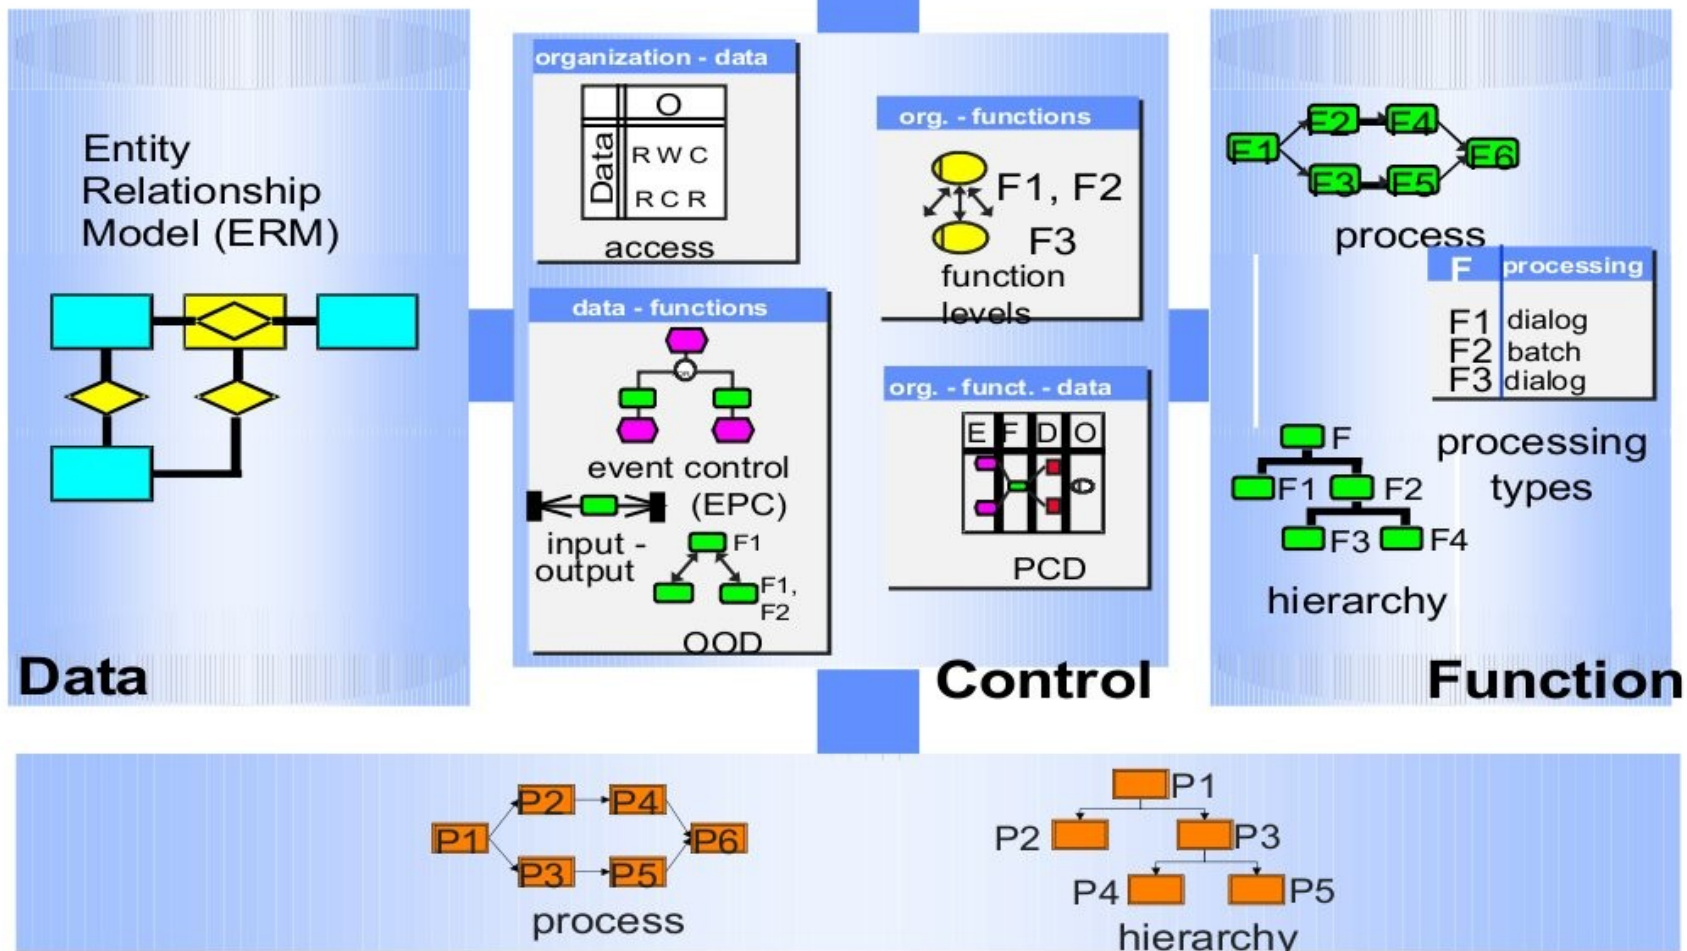 Entity
Relationship
Model (ERM)
Data
organization - data
O
Data
R W C
R C R
access
data - functions
event control
(EPC)
input -
output
F1
F1,
F2
OOD
org. - functions
F1, F2
F3
function
levels
org. - funct. - data
E F D O
PCD
Control
F2 F4
F1 F6
F3 F5
process
F processing
F1 dialog
F2 batch
F3 dialog
processing
types
F
F1 F2
F3 F4
hierarchy
Function
P2 P4
P1 P6
P3 P5
process
P1
P2 P3
P4 P5
hierarchy